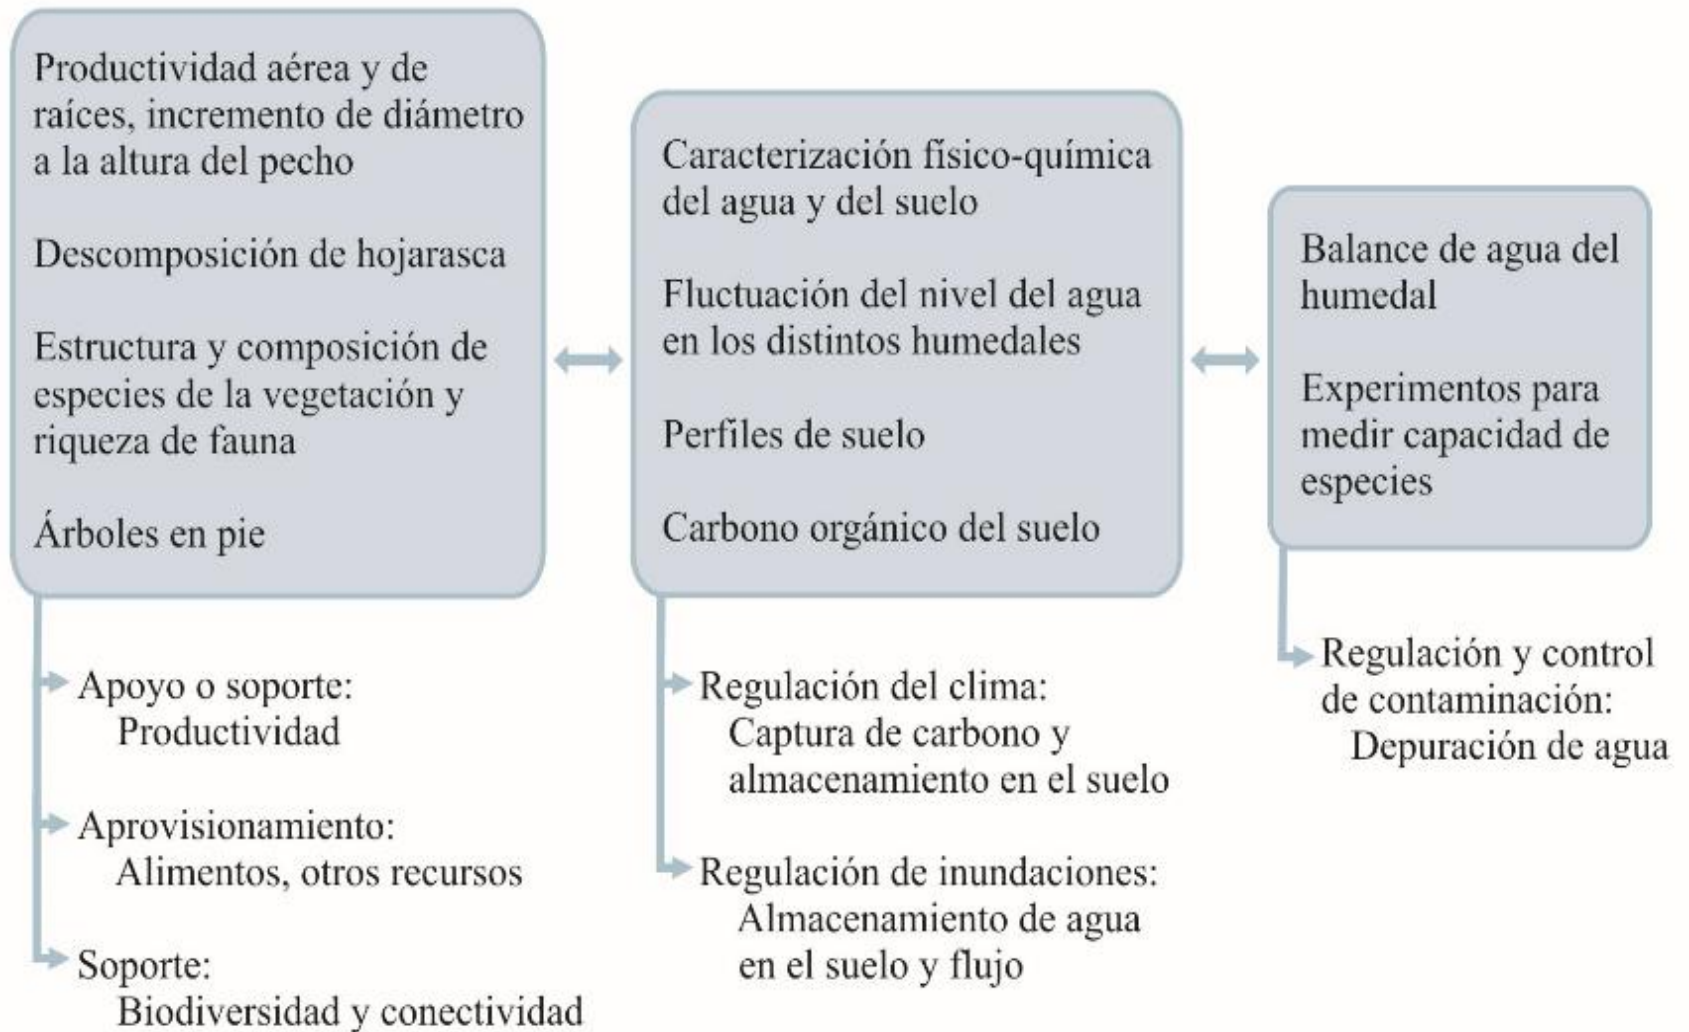 Productividad aérea y de
raíces, incremento de diámetro
a la altura del pecho
Descomposición de hojarasca
Estructura y composición de
especies de la vegetación y
riqueza de fauna
Árboles en pie
Apoyo o soporte:
Productividad
Aprovisionamiento:
Alimentos, otros recursos
Soporte:
Biodiversidad y conectividad
Caracterización físico-química
del agua y del suelo
Fluctuación del nivel del agua
en los distintos humedales
Perfiles de suelo
Carbono orgánico del suelo
Regulación del clima:
Captura de carbono y
almacenamiento en el suelo
Regulación de inundaciones:
Almacenamiento de agua
en el suelo y flujo
Balance de agua del
humedal
Experimentos para
medir capacidad de
especies
Regulación y control
de contaminación:
Depuración de agua